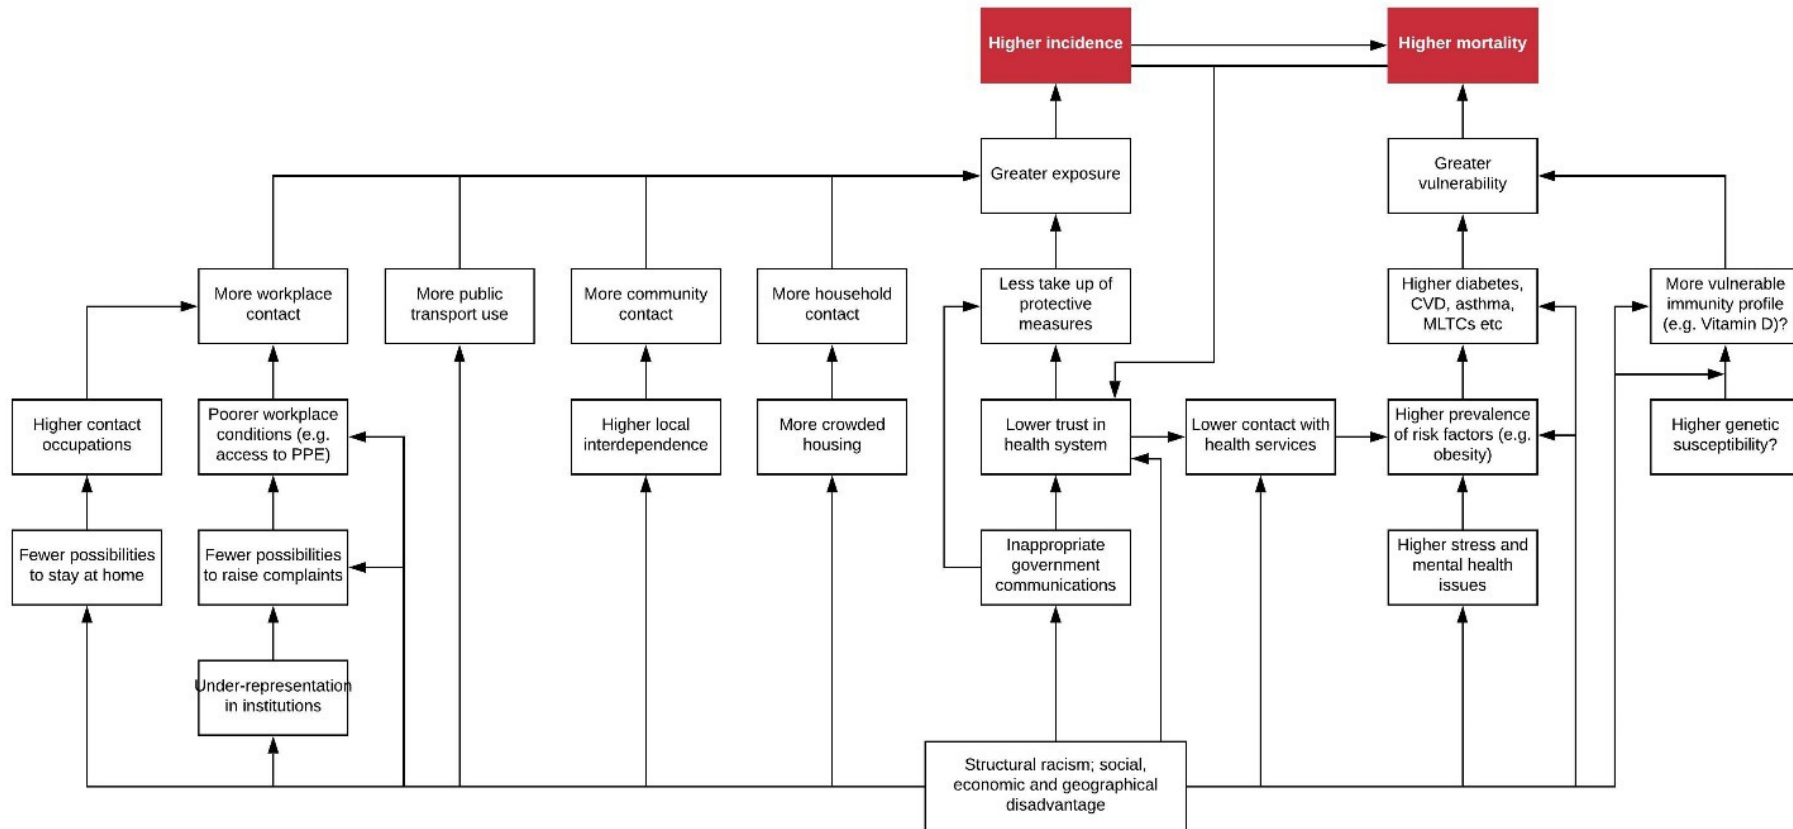 Higher incidence
Higher mortality
Greater exposure
Greater
vulnerability
More workplace
contact
More public
transport use
More community
contact
More household
contact
Less take up of
protective
measures
Higher diabetes,
CVD, asthma,
MLTCs etc
More vulnerable
immunity profile
(e.g. Vitamin D)?
Higher contact
occupations
Poorer workplace
conditions (e.g.
access to PPE)
Higher local
interdependence
More crowded
housing
Lower trust in
health system
Lower contact with
health services
Higher prevalence
of risk factors (e.g.
obesity)
Higher genetic
susceptibility?
Fewer possibilities
to stay at home
Fewer possibilities
to raise complaints
Inappropriate
government
communications
Higher stress and
mental health
issues
Under-representation
in institutions
Structural racism; social,
economic and geographical
disadvantage